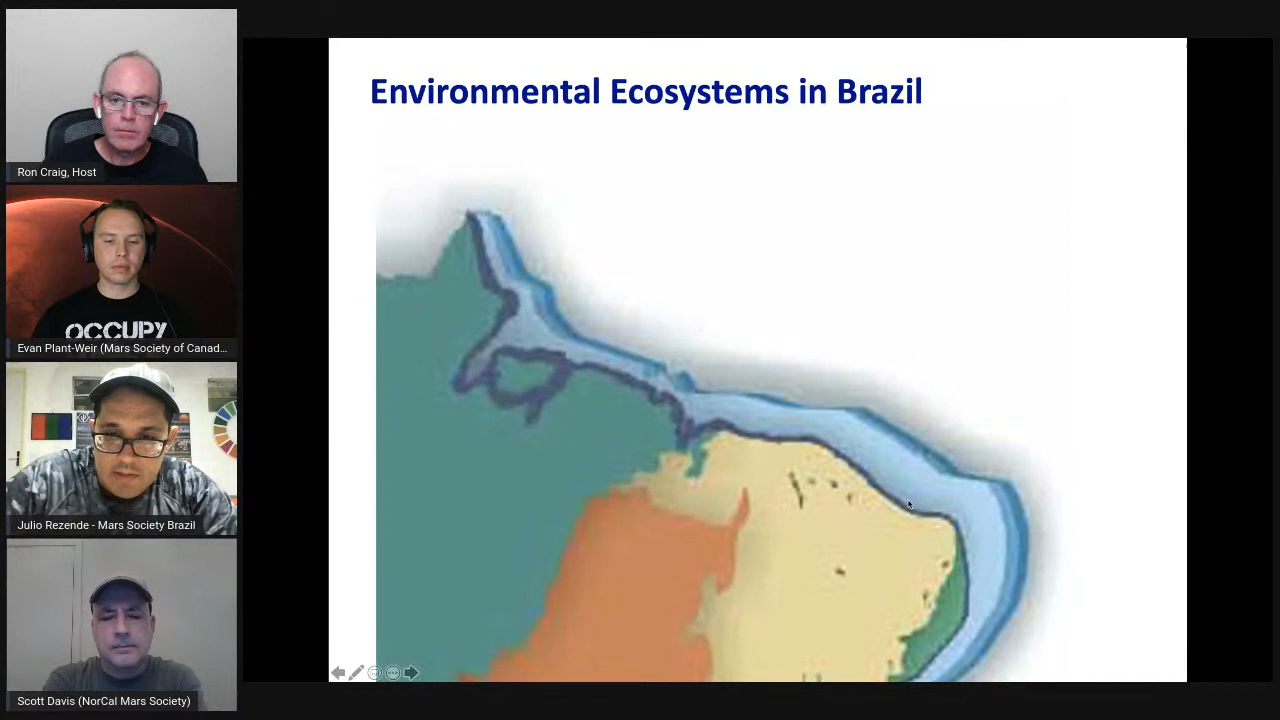 Environmental Ecosystems in Brazil
Ron Craig, Host
OCCUPY
Evan Plant-Weir (Mars Society of Canad...
Julio Rezende - Mars Society Brazil
Scott Davis (NorCal Mars Society)